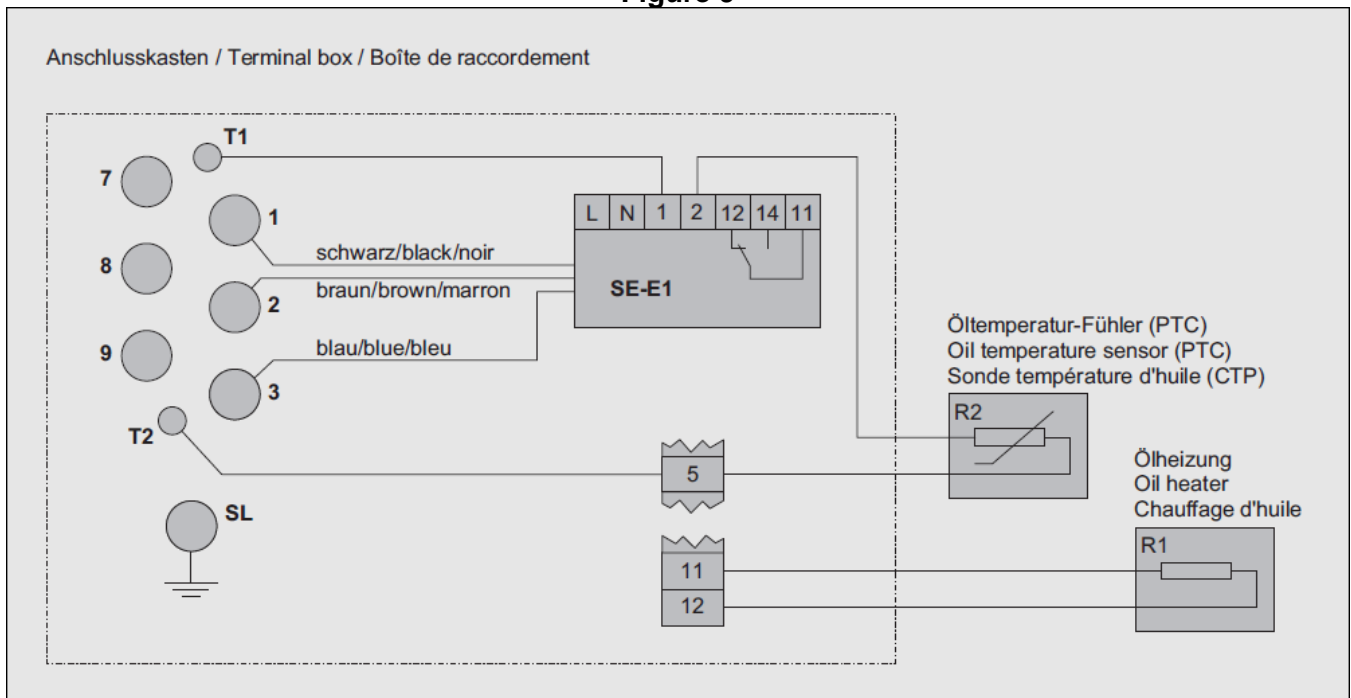 Anschlusskasten / Terminal box / Boîte de raccordement
T1
7
1
L N 1 2 12 14 11
schwarz/black/noir
8
braun/brown/marron
SE-E1
2
9
blau/blue/bleu
3
T2
Öltemperatur-Fühler (PTC)
Oil temperature sensor (PTC)
Sonde température d'huile (CTP)
R2
5
Ölheizung
Oil heater
Chauffage d'huile
SL
R1
11
12